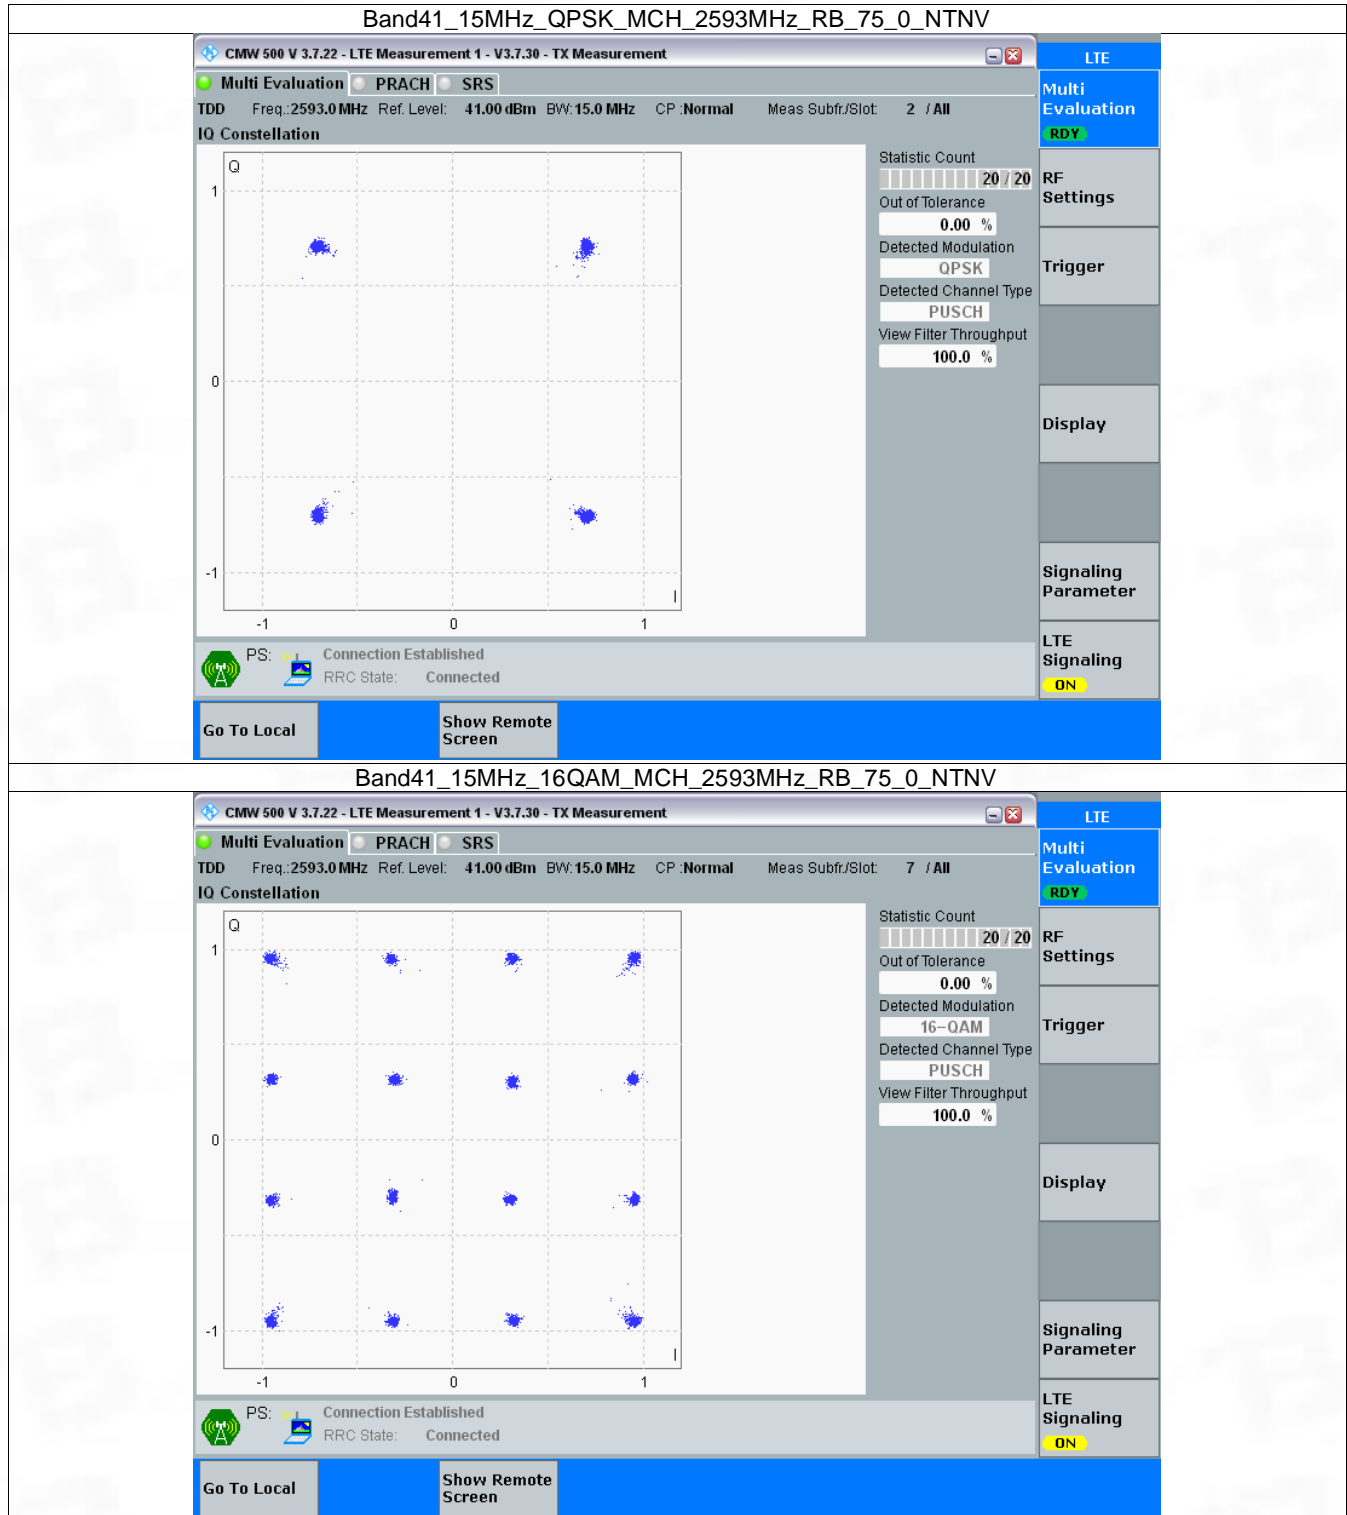 Band41_15MHz_QPSK_MCH_2593MHz_RB_75_0_NTNV
CMW 500 V 3.7.22 - LTE Measurement 1 - V3.7.30 - TX Measurement
LTE
Multi Evaluation PRACH SRS
Multi
Evaluation
RDY
TDD Freq.:2593.0 MHz Ref. Level: 41.00 dBm BW:15.0 MHz CP :Normal Meas Subfr./Slot: 2 / All
IQ Constellation
Q
1
0
-1
I
-1 0 1
Statistic Count
20 / 20
Out of Tolerance
0.00 %
Detected Modulation
QPSK
Detected Channel Type
PUSCH
View Filter Throughput
100.0 %
RF
Settings
Trigger
Display
Signaling
Parameter
LTE
Signaling
ON
PS: Connection Established
RRC State: Connected
Go To Local
Show Remote
Screen
Band41_15MHz_16QAM_MCH_2593MHz_RB_75_0_NTNV
CMW 500 V 3.7.22 - LTE Measurement 1 - V3.7.30 - TX Measurement
LTE
Multi Evaluation PRACH SRS
Multi
Evaluation
RDY
TDD Freq.:2593.0 MHz Ref. Level: 41.00 dBm BW:15.0 MHz CP :Normal Meas Subfr./Slot: 7 / All
IQ Constellation
Q
1
0
-1
I
-1 0 1
Statistic Count
20 / 20
Out of Tolerance
0.00 %
Detected Modulation
16-QAM
Detected Channel Type
PUSCH
View Filter Throughput
100.0 %
RF
Settings
Trigger
Display
Signaling
Parameter
LTE
Signaling
ON
PS: Connection Established
RRC State: Connected
Go To Local
Show Remote
Screen